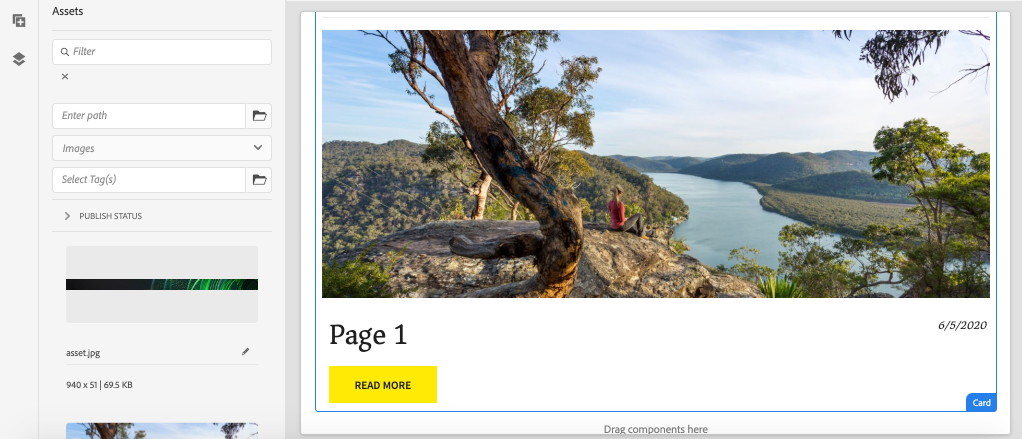 Assets
Filter
Enter path
Images
Select Tag(s)
PUBLISH STATUS
asset.jpg
940 x 51 | 69.5 KB
Page 1
6/5/2020
READ MORE
Card
Drag components here